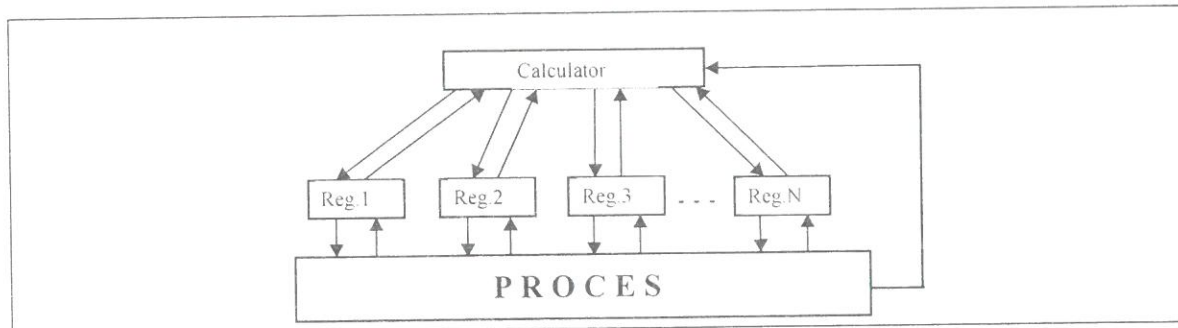 Calculator
Reg.1 Reg.2 Reg.3 - - - Reg.N
PROCES